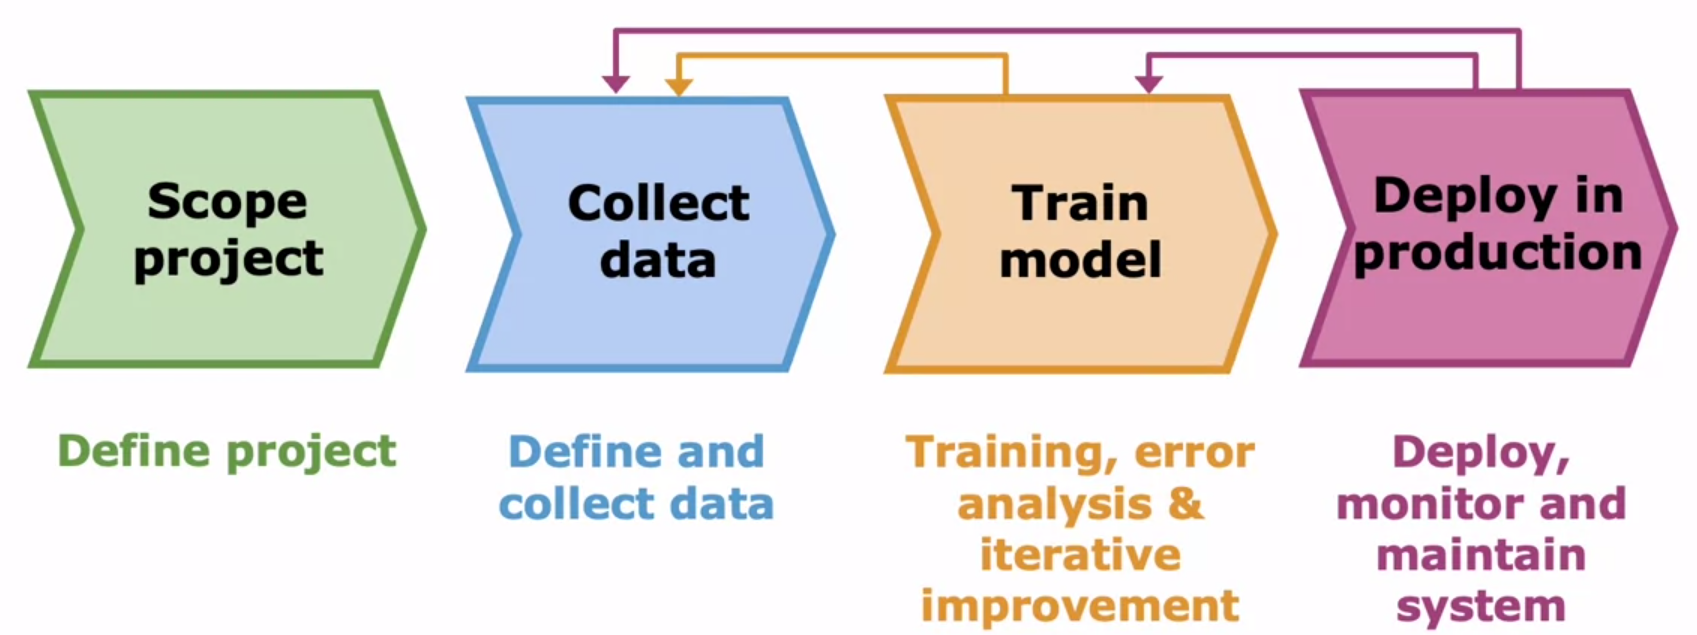 Scope
project
Collect
data
Train
model
Deploy in
production
Define project
Define and
collect data
Training, error
analysis &
iterative
improvement
Deploy,
monitor and
maintain
system